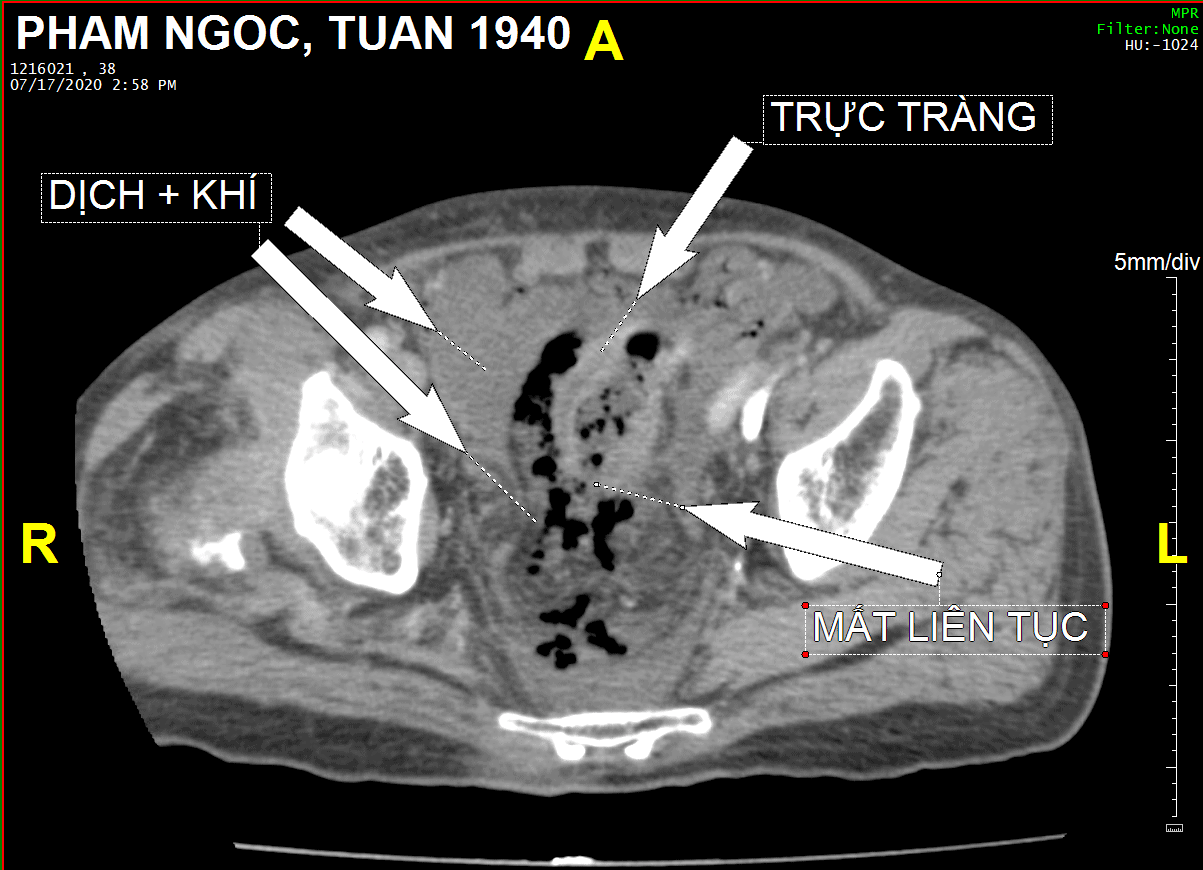 PHAM NGOC, TUAN 1940
A
MPR
Filter:None
HU:-1024
1216021 , 38
07/17/2020 2:58 PM
TRỰC TRÀNG
DỊCH + KHÍ
5mm/div
R
L
MẤT LIÊN TỤC